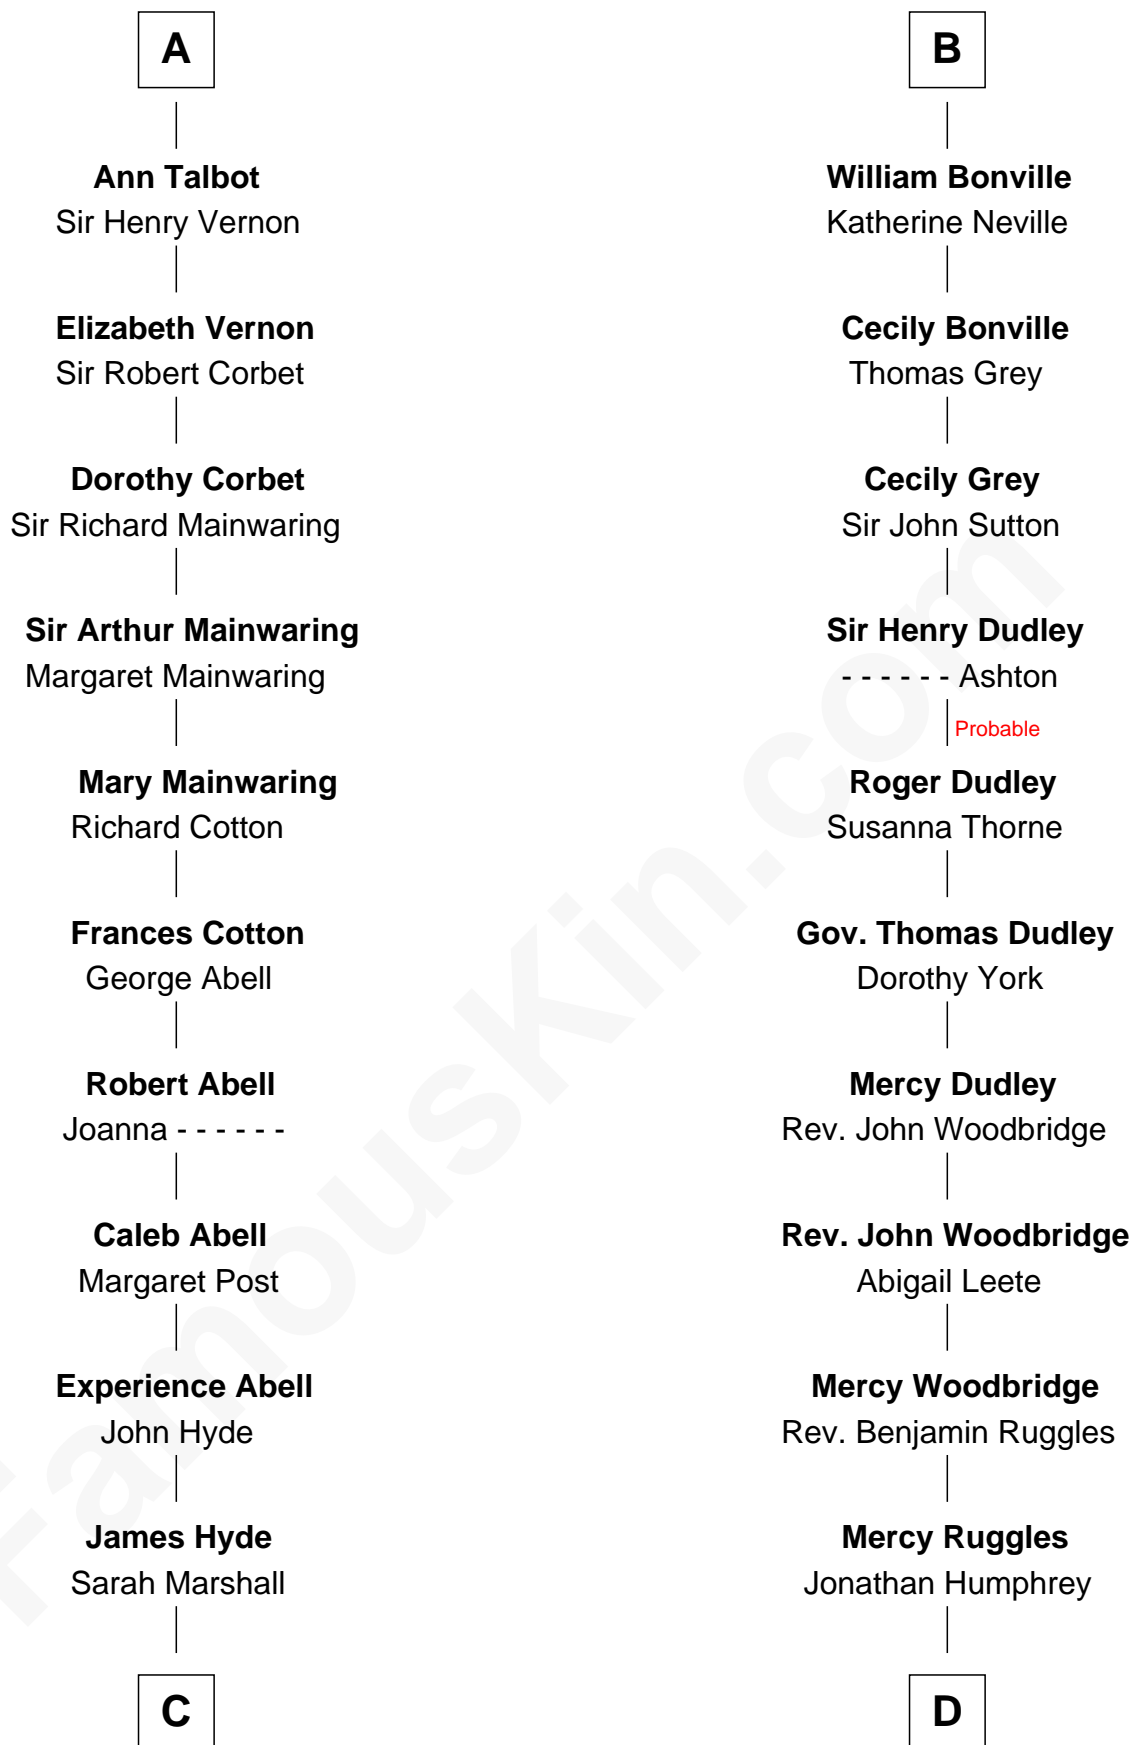 A
Ann Talbot
Sir Henry Vernon
Elizabeth Vernon
Sir Robert Corbet
Dorothy Corbet
Sir Richard Mainwaring
Sir Arthur Mainwaring
Margaret Mainwaring
Mary Mainwaring
Richard Cotton
Frances Cotton
George Abell
Robert Abell
Joanna - - - - - -
Caleb Abell
Margaret Post
Experience Abell
John Hyde
James Hyde
Sarah Marshall
C
B
William Bonville
Katherine Neville
Cecily Bonville
Thomas Grey
Cecily Grey
Sir John Sutton
Sir Henry Dudley
- - - - - - Ashton
Probable
Roger Dudley
Susanna Thorne
Gov. Thomas Dudley
Dorothy York
Mercy Dudley
Rev. John Woodbridge
Rev. John Woodbridge
Abigail Leete
Mercy Woodbridge
Rev. Benjamin Ruggles
Mercy Ruggles
Jonathan Humphrey
D
FamousKin.com